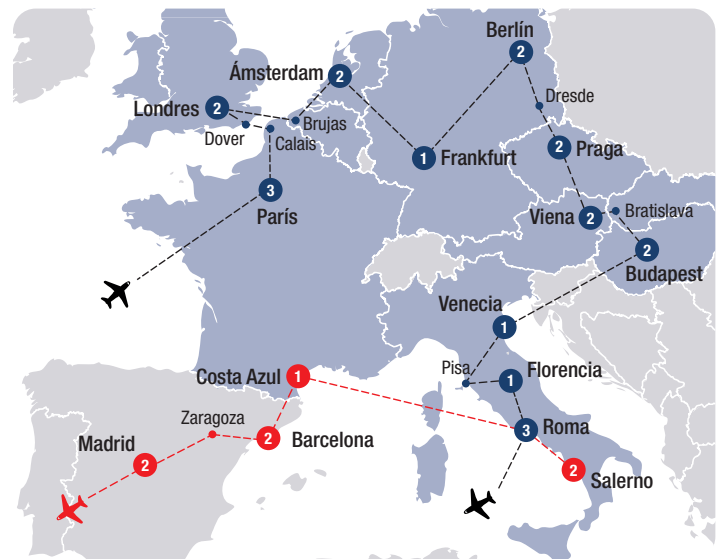 Berlín
2
Ámsterdam
2
Dresde
Londres
2
Brujas
Dover
Calais
2
Praga
1
Frankfurt
3
París
Viena
2
Bratislava
2
Budapest
Venecia
1
Pisa
Florencia
1
Costa Azul
1
Zaragoza
Roma
3
Madrid
2
2
Barcelona
2
Salerno